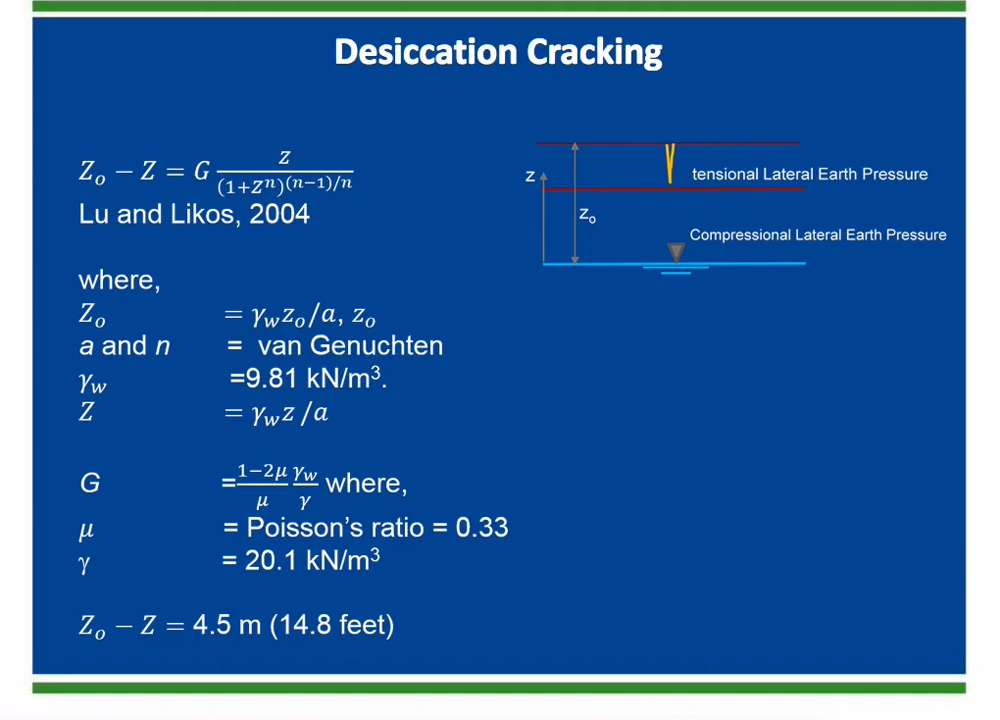 Desiccation Cracking
Z_o − Z = G Z/((1+Z^n)^((n−1)/n))
Lu and Likos, 2004
z
z_o
tensional Lateral Earth Pressure
Compressional Lateral Earth Pressure
where,
Z_o = γ_w z_o/a, z_o
a and n = van Genuchten
γ_w =9.81 kN/m³.
Z = γ_w z /a
G =(1−2μ)/μ γ_w/γ where,
μ = Poisson’s ratio = 0.33
γ = 20.1 kN/m³
Z_o − Z = 4.5 m (14.8 feet)